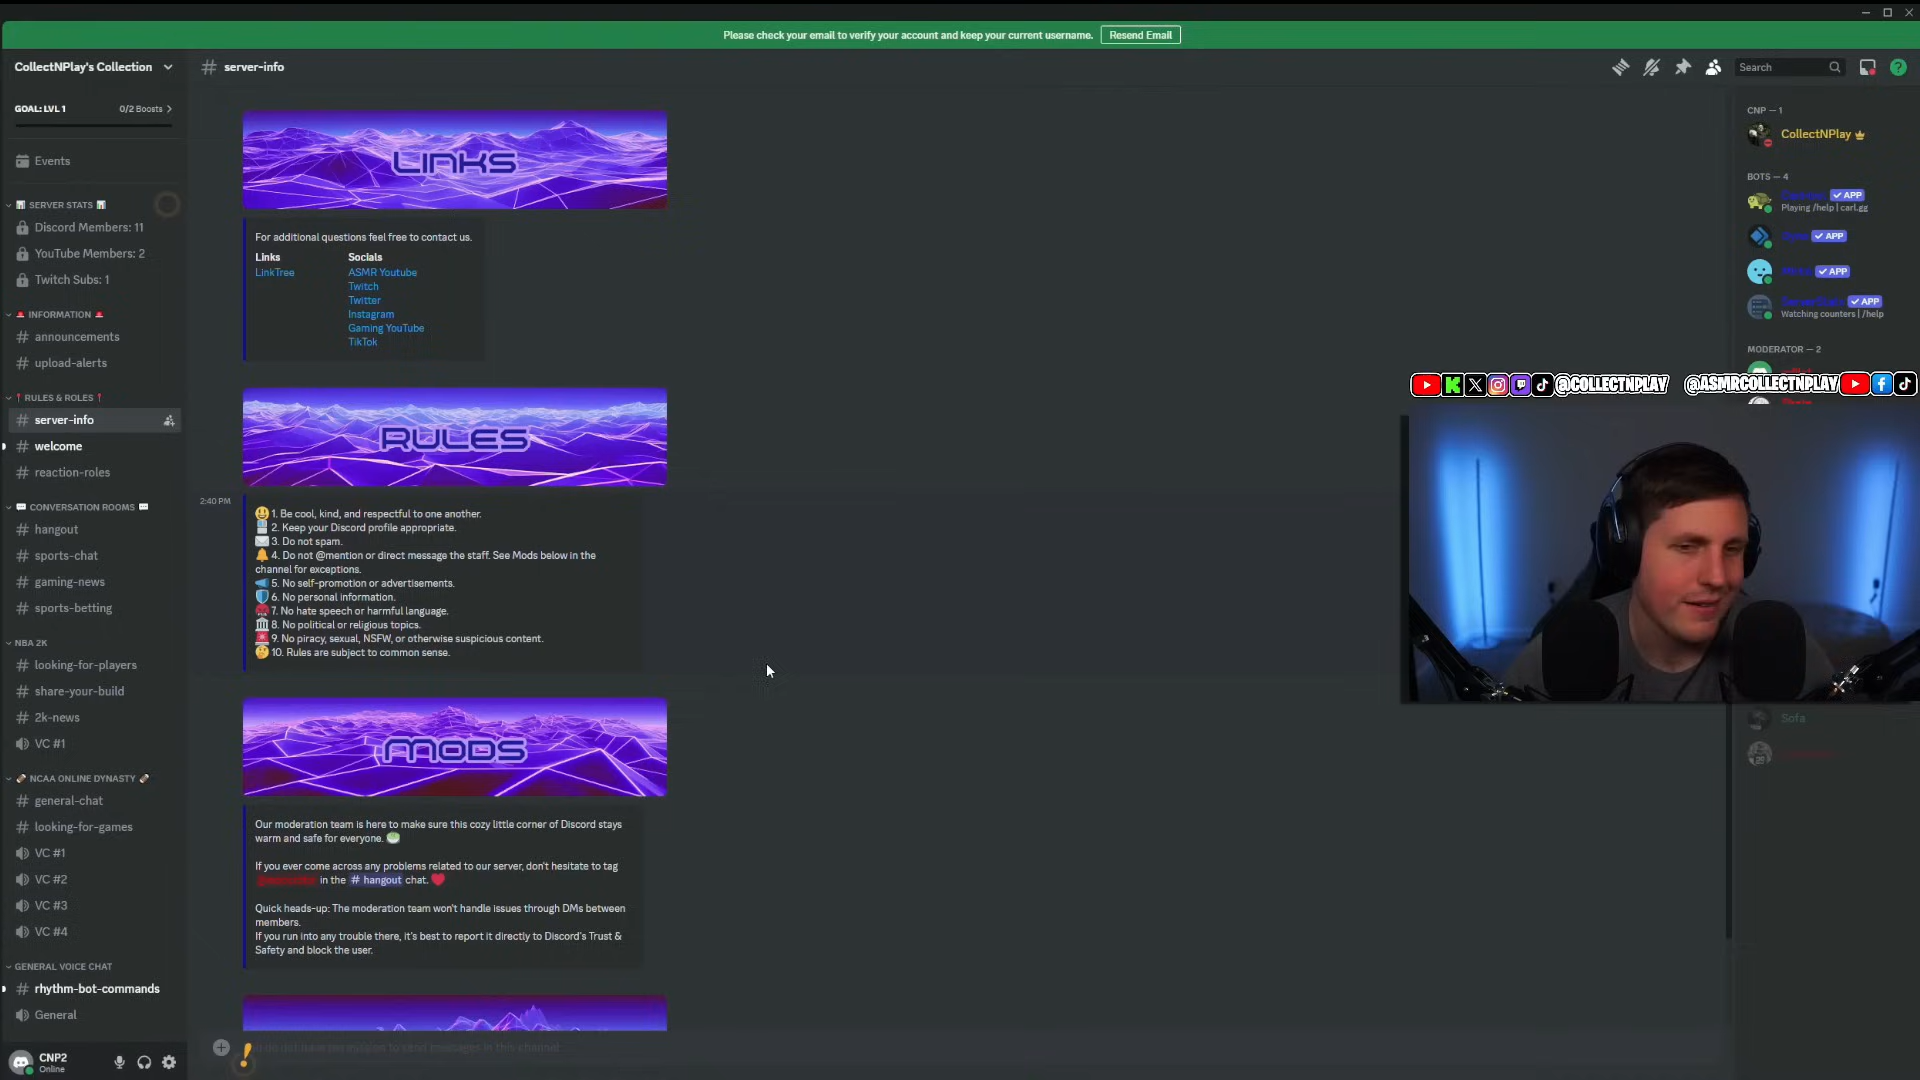 Please check your email to verify your account and keep your current username. Resend Email
CollectNPlay's Collection
GOAL: LVL 1 0/2 Boosts
Events
SERVER STATS
Discord Members: 11
YouTube Members: 2
Twitch Subs: 1
INFORMATION
announcements
upload-alerts
RULES & ROLES
server-info
welcome
reaction-roles
CONVERSATION ROOMS
hangout
sports-chat
gaming-news
sports-betting
NBA 2K
looking-for-players
share-your-build
2k-news
VC #1
NCAA ONLINE DYNASTY
general-chat
looking-for-games
VC #1
VC #2
VC #3
VC #4
GENERAL VOICE CHAT
rhythm-bot-commands
General
CNP2
Online
# server-info
Search
LINKS
For additional questions feel free to contact us.
Links Socials
LinkTree ASMR Youtube
Twitch
Twitter
Instagram
Gaming YouTube
TikTok
RULES
2:40 PM
1. Be cool, kind, and respectful to one another.
2. Keep your Discord profile appropriate.
3. Do not spam.
4. Do not @mention or direct message the staff. See Mods below in the
channel for exceptions.
5. No self-promotion or advertisements.
6. No personal information.
7. No hate speech or harmful language.
8. No political or religious topics.
9. No piracy, sexual, NSFW, or otherwise suspicious content.
10. Rules are subject to common sense.
MODS
Our moderation team is here to make sure this cozy little corner of Discord stays
warm and safe for everyone.
If you ever come across any problems related to our server, don't hesitate to tag
in the # hangout chat.
Quick heads-up: The moderation team won't handle issues through DMs between
members.
If you run into any trouble there, it's best to report it directly to Discord's Trust &
Safety and block the user.
You do not have permission to send messages in this channel.
CNP — 1
CollectNPlay
BOTS — 4
APP
Playing /help | carl.gg
APP
APP
APP
Watching counters | /help
MODERATOR — 2
@COLLECTNPLAY @ASMRCOLLECTNPLAY
Sofa